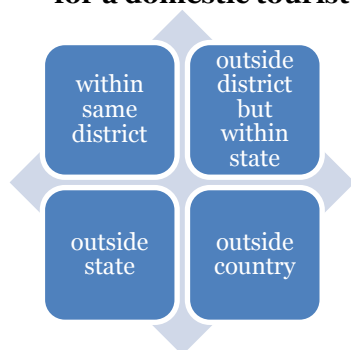 for a domestic tourist
within
same
district
outside
district
but
within
state
outside
state
outside
country